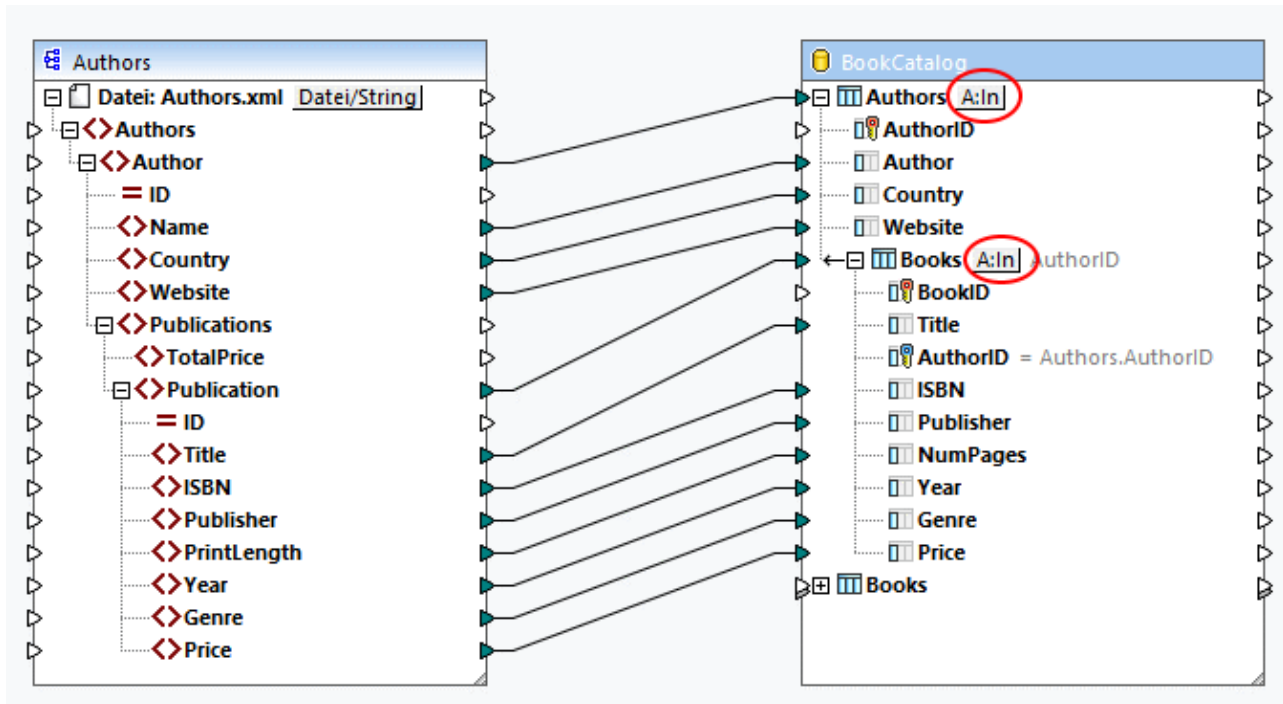 Authors
Datei: Authors.xml Datei/String
Authors
Author
= ID
Name
Country
Website
Publications
TotalPrice
Publication
= ID
Title
ISBN
Publisher
PrintLength
Year
Genre
Price
BookCatalog
Authors A:In
AuthorID
Author
Country
Website
Books A:In AuthorID
BookID
Title
AuthorID = Authors.AuthorID
ISBN
Publisher
NumPages
Year
Genre
Price
Books